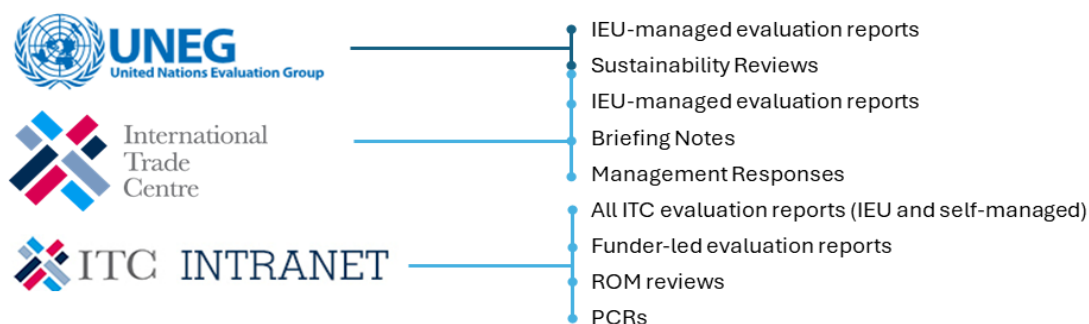 UNEG
United Nations Evaluation Group
IEU-managed evaluation reports
Sustainability Reviews
International
Trade
Centre
IEU-managed evaluation reports
Briefing Notes
Management Responses
ITC INTRANET
All ITC evaluation reports (IEU and self-managed)
Funder-led evaluation reports
ROM reviews
PCRs